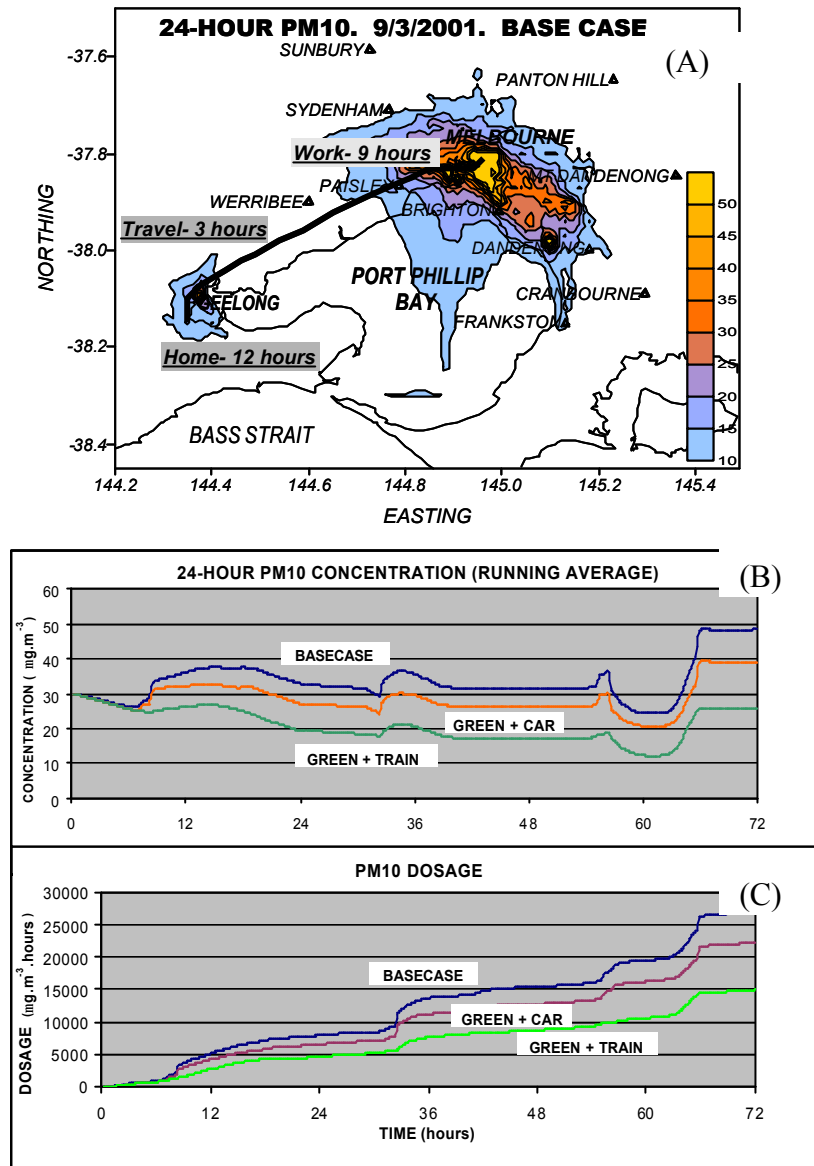 24-HOUR PM10. 9/3/2001. BASE CASE
(A)
SUNBURY
PANTON HILL
SYDENHAM
MELBOURNE
Work- 9 hours
MT DANDENONG
PAISLEY
WERRIBEE
BRIGHTON
Travel- 3 hours
DANDENONG
PORT PHILLIP
BAY
CRANBOURNE
GEELONG
FRANKSTON
Home- 12 hours
BASS STRAIT
NORTHING
-37.6
-37.8
-38.0
-38.2
-38.4
144.2 144.4 144.6 144.8 145.0 145.2 145.4
EASTING
50
45
40
35
30
25
20
15
10
24-HOUR PM10 CONCENTRATION (RUNNING AVERAGE)
(B)
CONCENTRATION ( mg.m-3)
60
50
40
30
20
10
0
BASECASE
GREEN + CAR
GREEN + TRAIN
0 12 24 36 48 60 72
PM10 DOSAGE
(C)
DOSAGE (mg.m-3.hours)
30000
25000
20000
15000
10000
5000
0
BASECASE
GREEN + CAR
GREEN + TRAIN
0 12 24 36 48 60 72
TIME (hours)